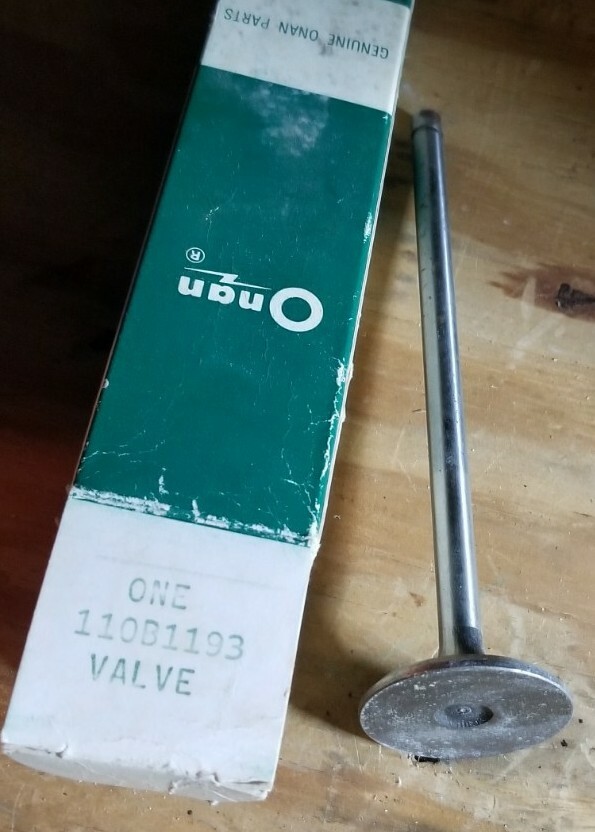 GENUINE ONAN PARTS
Onan ®
ONE
110B1193
VALVE